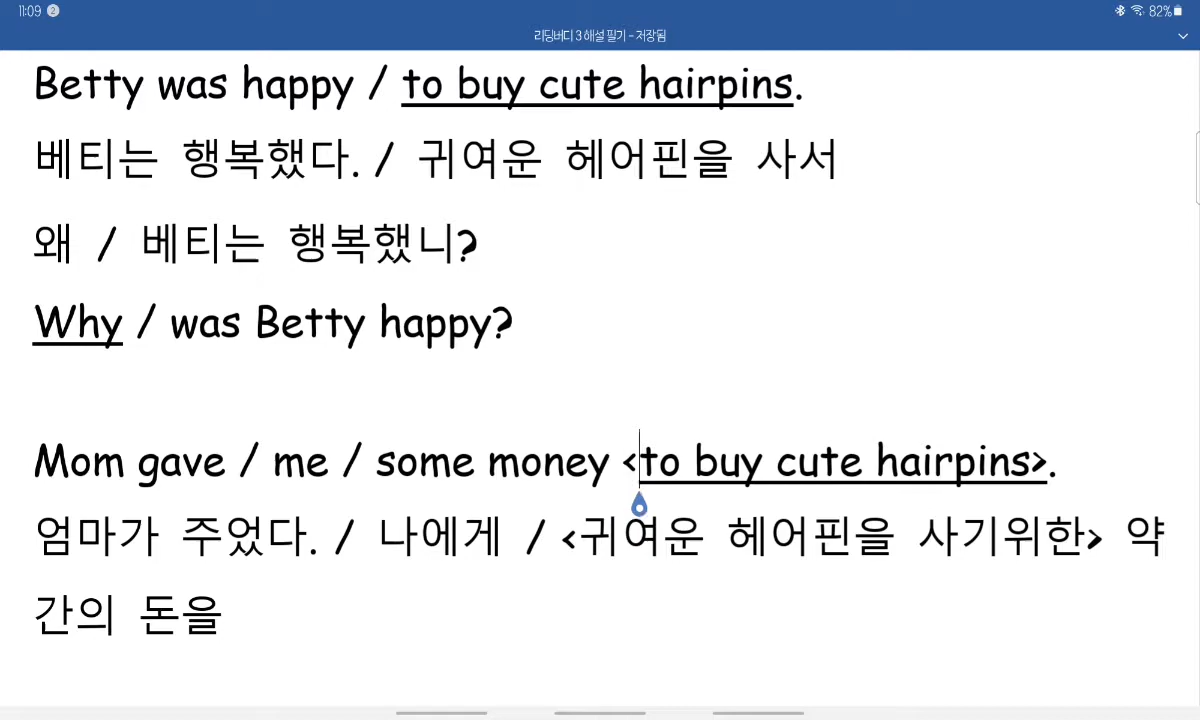 11:09 2 82%
리딩버디 3 해설 필기 - 저장됨
Betty was happy / to buy cute hairpins.
베티는 행복했다. / 귀여운 헤어핀을 사서
왜 / 베티는 행복했니?
Why / was Betty happy?
Mom gave / me / some money <to buy cute hairpins>.
엄마가 주었다. / 나에게 / <귀여운 헤어핀을 사기위한> 약
간의 돈을